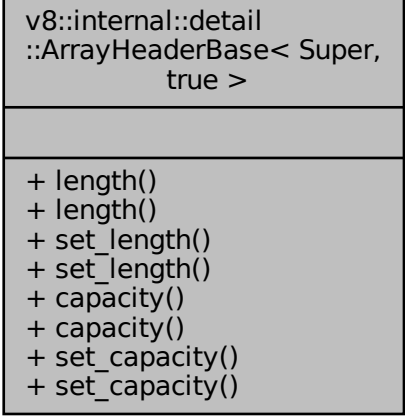 v8::internal::detail
::ArrayHeaderBase< Super,
true >
+ length()
+ length()
+ set_length()
+ set_length()
+ capacity()
+ capacity()
+ set_capacity()
+ set_capacity()